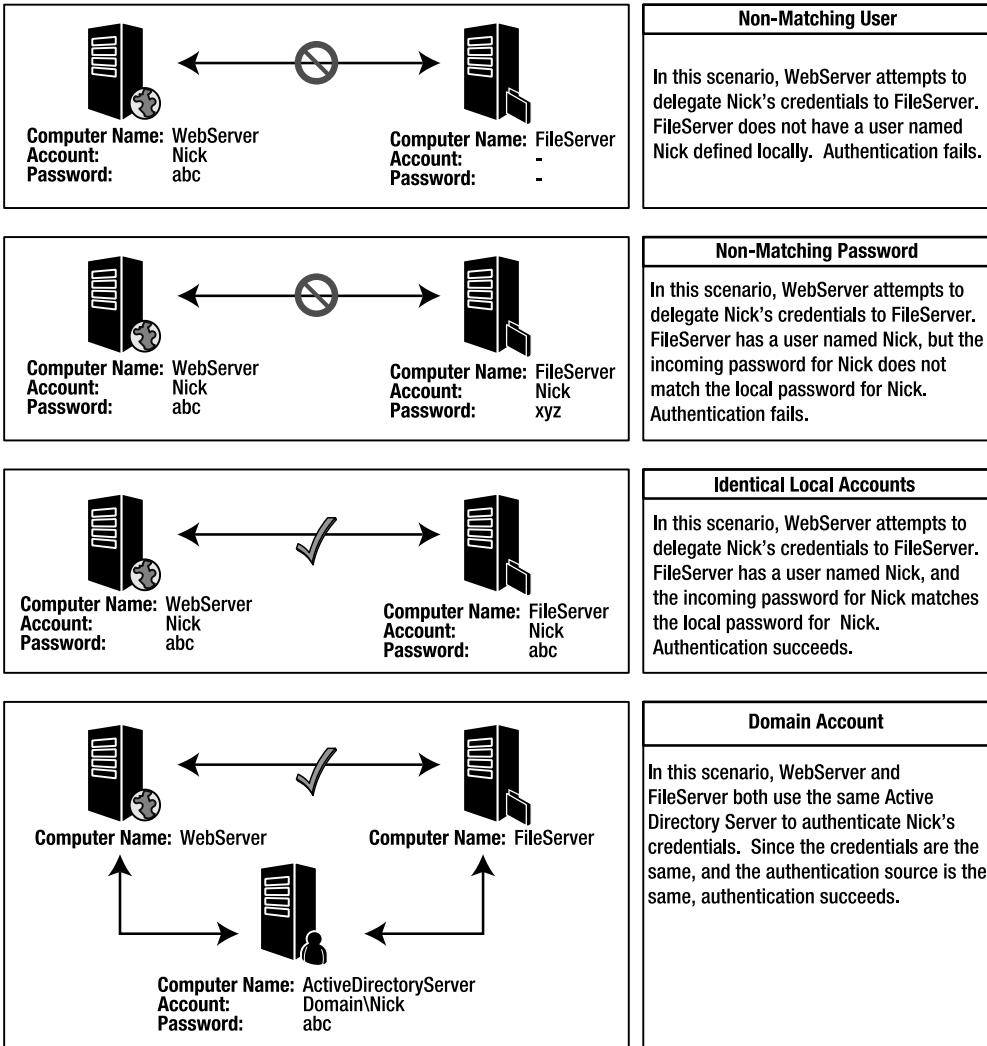 Computer Name: WebServer
Account: Nick
Password: abc
Computer Name: FileServer
Account: -
Password: -
Non-Matching User
In this scenario, WebServer attempts to
delegate Nick's credentials to FileServer.
FileServer does not have a user named
Nick defined locally.  Authentication fails.
Computer Name: WebServer
Account: Nick
Password: abc
Computer Name: FileServer
Account: Nick
Password: xyz
Non-Matching Password
In this scenario, WebServer attempts to
delegate Nick's credentials to FileServer.
FileServer has a user named Nick, but the
incoming password for Nick does not
match the local password for Nick.
Authentication fails.
Computer Name: WebServer
Account: Nick
Password: abc
Computer Name: FileServer
Account: Nick
Password: abc
Identical Local Accounts
In this scenario, WebServer attempts to
delegate Nick's credentials to FileServer.
FileServer has a user named Nick, and
the incoming password for Nick matches
the local password for  Nick.
Authentication succeeds.
Computer Name: WebServer
Computer Name: FileServer
Computer Name: ActiveDirectoryServer
Account: Domain\Nick
Password: abc
Domain Account
In this scenario, WebServer and
FileServer both use the same Active
Directory Server to authenticate Nick's
credentials.  Since the credentials are the
same, and the authentication source is the
same, authentication succeeds.